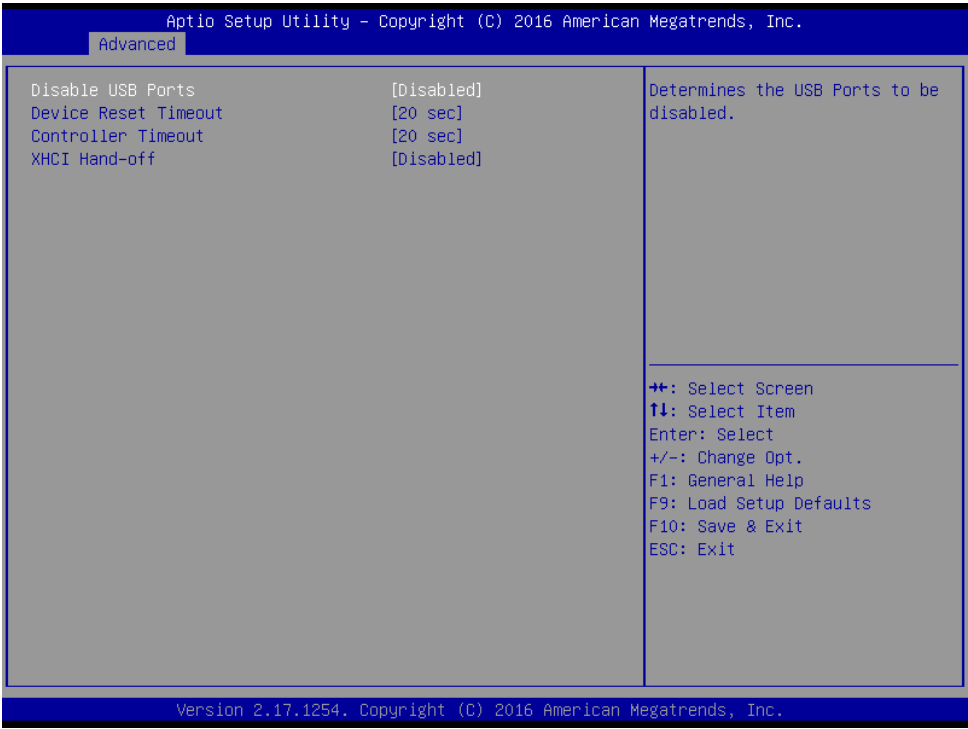 Aptio Setup Utility – Copyright (C) 2016 American Megatrends, Inc.
Advanced
Disable USB Ports [Disabled]
Device Reset Timeout [20 sec]
Controller Timeout [20 sec]
XHCI Hand-off [Disabled]
Determines the USB Ports to be
disabled.
→←: Select Screen
↑↓: Select Item
Enter: Select
+/-: Change Opt.
F1: General Help
F9: Load Setup Defaults
F10: Save & Exit
ESC: Exit
Version 2.17.1254. Copyright (C) 2016 American Megatrends, Inc.